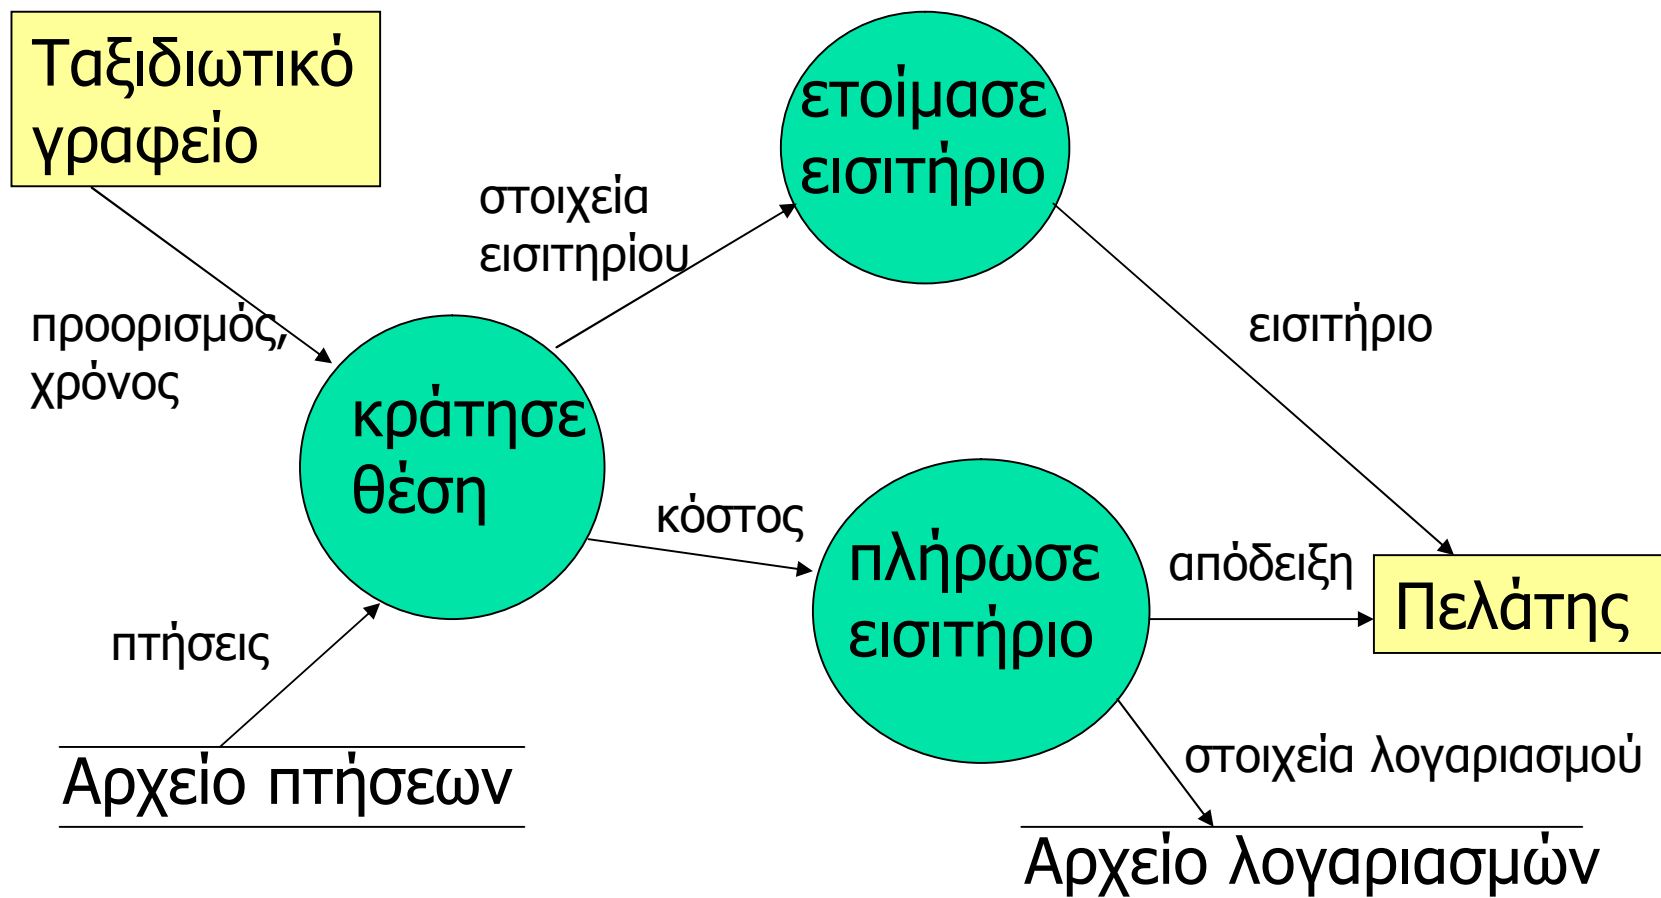 Ταξιδιωτικό
γραφείο
ετοίμασε
εισιτήριο
στοιχεία
εισιτηρίου
προορισμός,
χρόνος
εισιτήριο
κράτησε
θέση
κόστος
πλήρωσε
εισιτήριο
απόδειξη
Πελάτης
πτήσεις
Αρχείο πτήσεων
στοιχεία λογαριασμού
Αρχείο λογαριασμών